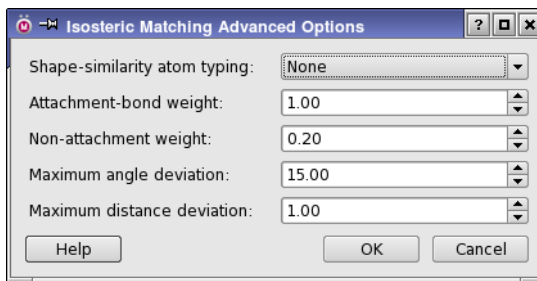 Isosteric Matching Advanced Options
Shape-similarity atom typing: None
Attachment-bond weight: 1.00
Non-attachment weight: 0.20
Maximum angle deviation: 15.00
Maximum distance deviation: 1.00
Help OK Cancel